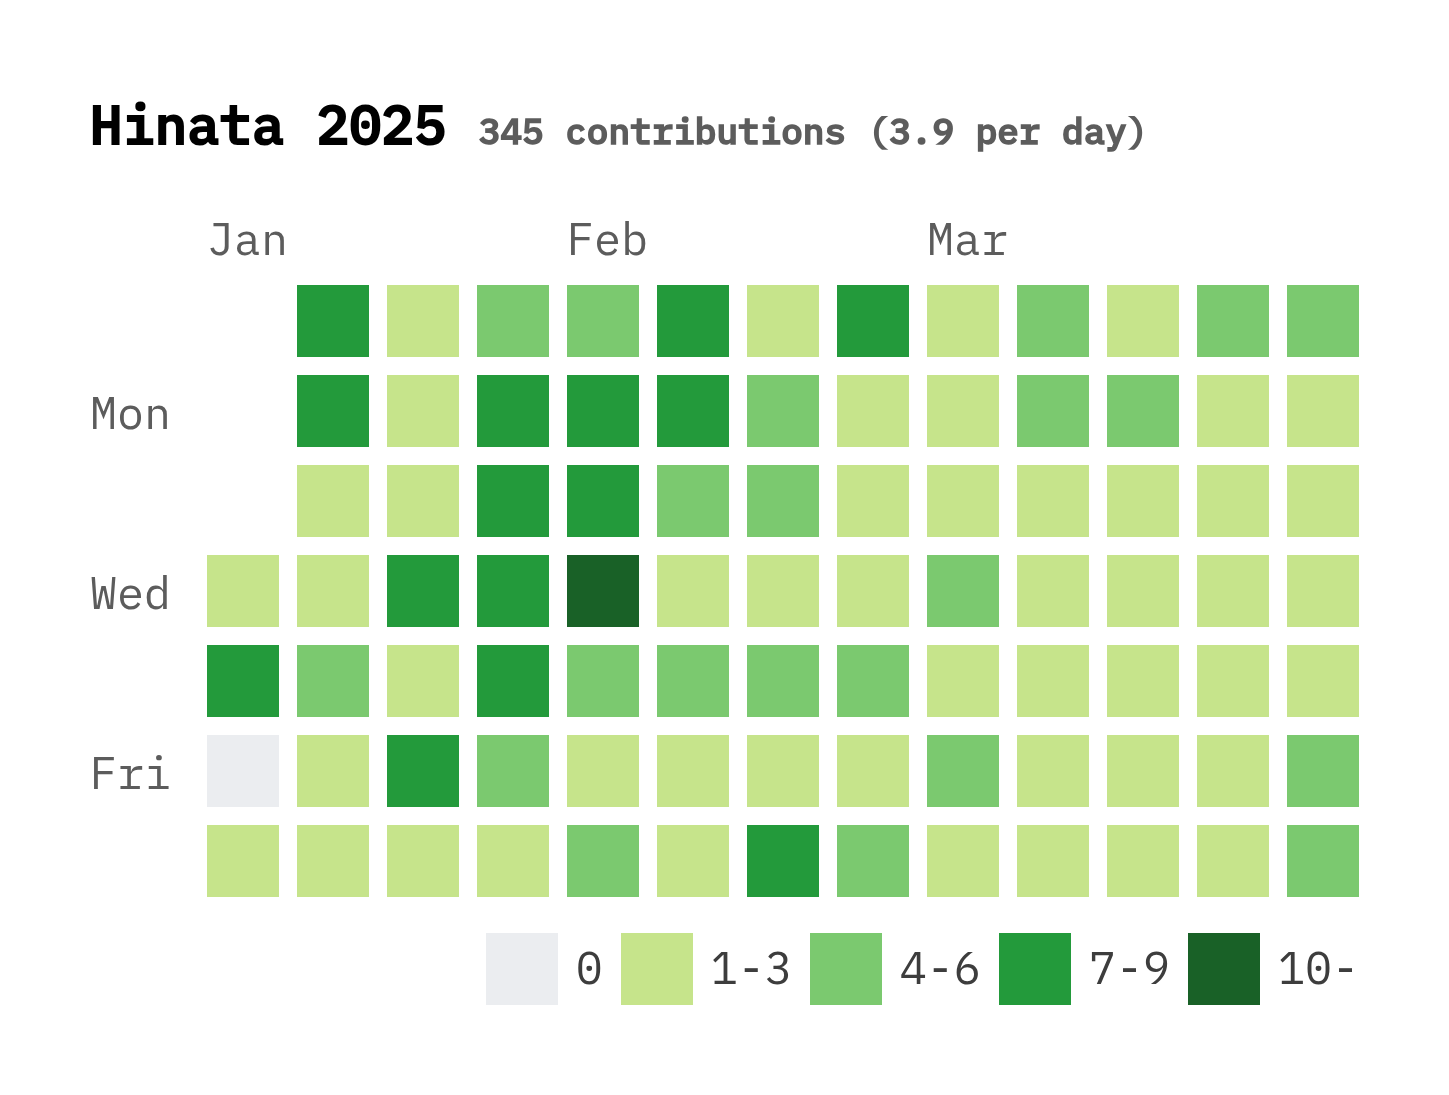 Hinata 2025 345 contributions (3.9 per day)
Jan Feb Mar
Mon
Wed
Fri
0 1-3 4-6 7-9 10-